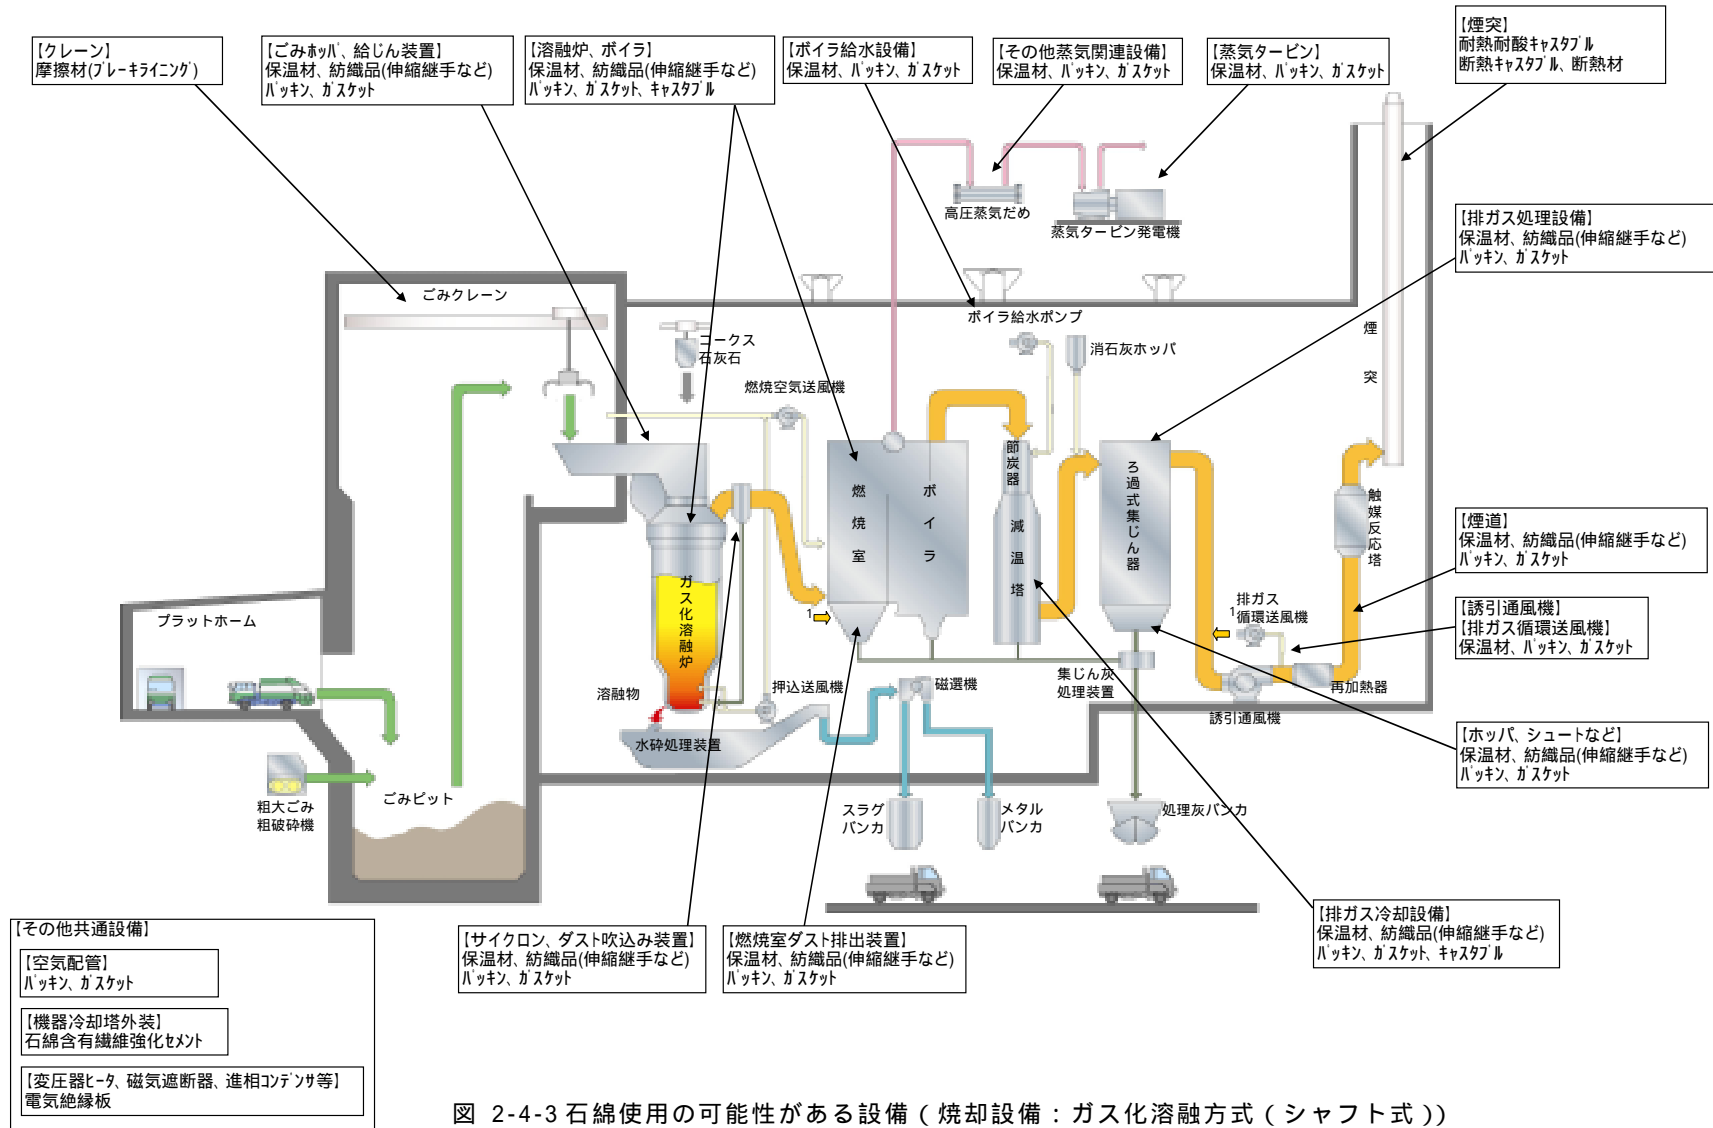 【クレーン】
摩擦材(ブレーキライニング)
【ごみホッパ、給じん装置】
保温材、紡織品(伸縮継手など)
パッキン、ガスケット
【溶融炉、ボイラ】
保温材、紡織品(伸縮継手など)
パッキン、ガスケット、キャスタブル
【ボイラ給水設備】
保温材、パッキン、ガスケット
【その他蒸気関連設備】
保温材、パッキン、ガスケット
【蒸気タービン】
保温材、パッキン、ガスケット
【煙突】
耐熱耐酸キャスタブル
断熱キャスタブル、断熱材
高圧蒸気だめ
蒸気タービン発電機
【排ガス処理設備】
保温材、紡織品(伸縮継手など)
パッキン、ガスケット
ごみクレーン
コークス
石灰石
燃焼空気送風機
ボイラ給水ポンプ
消石灰ホッパ
煙突
節炭器
燃焼室
ボイラ
減温塔
ろ過式集じん器
触媒反応塔
【煙道】
保温材、紡織品(伸縮継手など)
パッキン、ガスケット
ガス化溶融炉
1
排ガス
1循環送風機
【誘引通風機】
【排ガス循環送風機】
保温材、パッキン、ガスケット
プラットホーム
溶融物
押込送風機
磁選機
集じん灰
処理装置
再加熱器
誘引通風機
水砕処理装置
【ホッパ、シュートなど】
保温材、紡織品(伸縮継手など)
パッキン、ガスケット
粗大ごみ
粗破砕機
ごみピット
スラグ
バンカ
メタル
バンカ
処理灰バンカ
【サイクロン、ダスト吹込み装置】
保温材、紡織品(伸縮継手など)
パッキン、ガスケット
【燃焼室ダスト排出装置】
保温材、紡織品(伸縮継手など)
パッキン、ガスケット
【排ガス冷却設備】
保温材、紡織品(伸縮継手など)
パッキン、ガスケット、キャスタブル
【その他共通設備】
【空気配管】
パッキン、ガスケット
【機器冷却塔外装】
石綿含有繊維強化セメント
【変圧器ヒータ、磁気遮断器、進相コンデンサ等】
電気絶縁板
図 2-4-3 石綿使用の可能性がある設備(焼却設備:ガス化溶融方式(シャフト式))